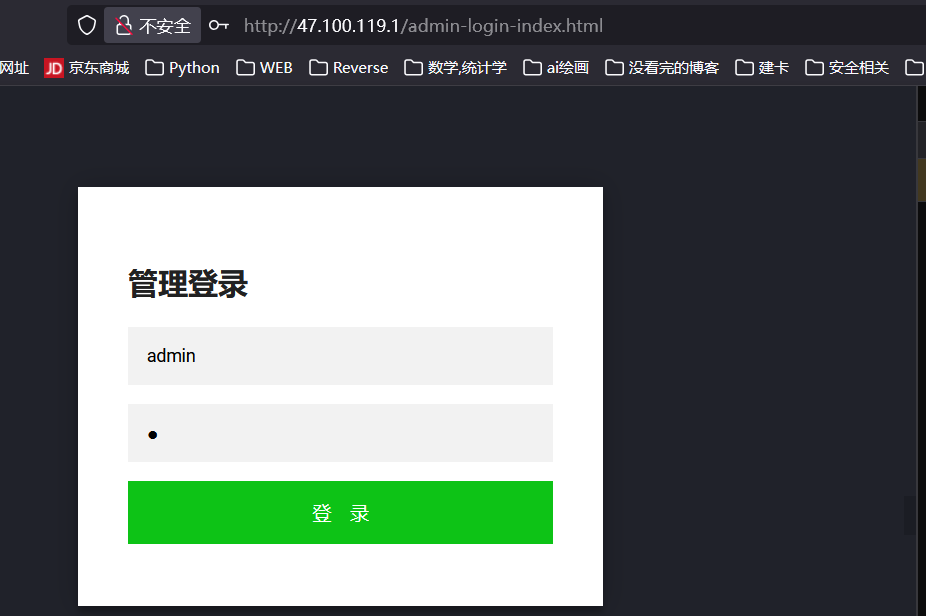 不安全 http://47.100.119.1/admin-login-index.html
网址 JD 京东商城 Python WEB Reverse 数学,统计学 ai绘画 没看完的博客 建卡 安全相关
管理登录
admin
●
登 录